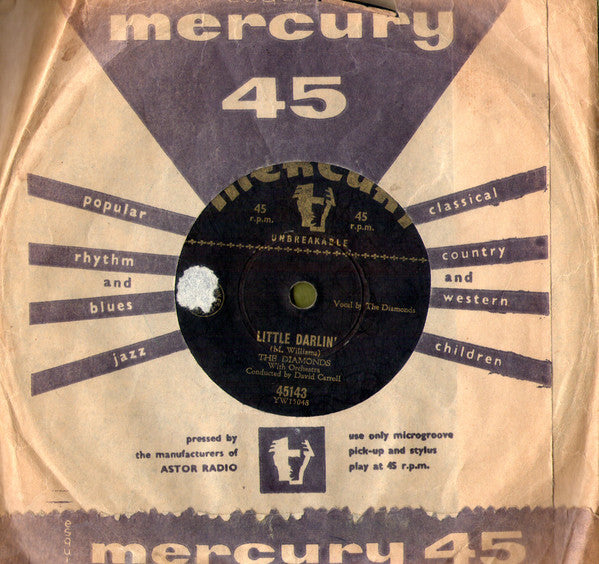 mercury
45
popular
rhythm
and
blues
jazz
classical
country
and
western
children
mercury
45
r.p.m.
45
r.p.m.
UNBREAKABLE
Vocal by The Diamonds
LITTLE DARLIN'
(M. Williams)
THE DIAMONDS
With Orchestra
Conducted by David Carroll
45143
YW15048
pressed by
the manufacturers of
ASTOR RADIO
use only microgroove
pick-up and stylus
play at 45 r.p.m.
mercury 45